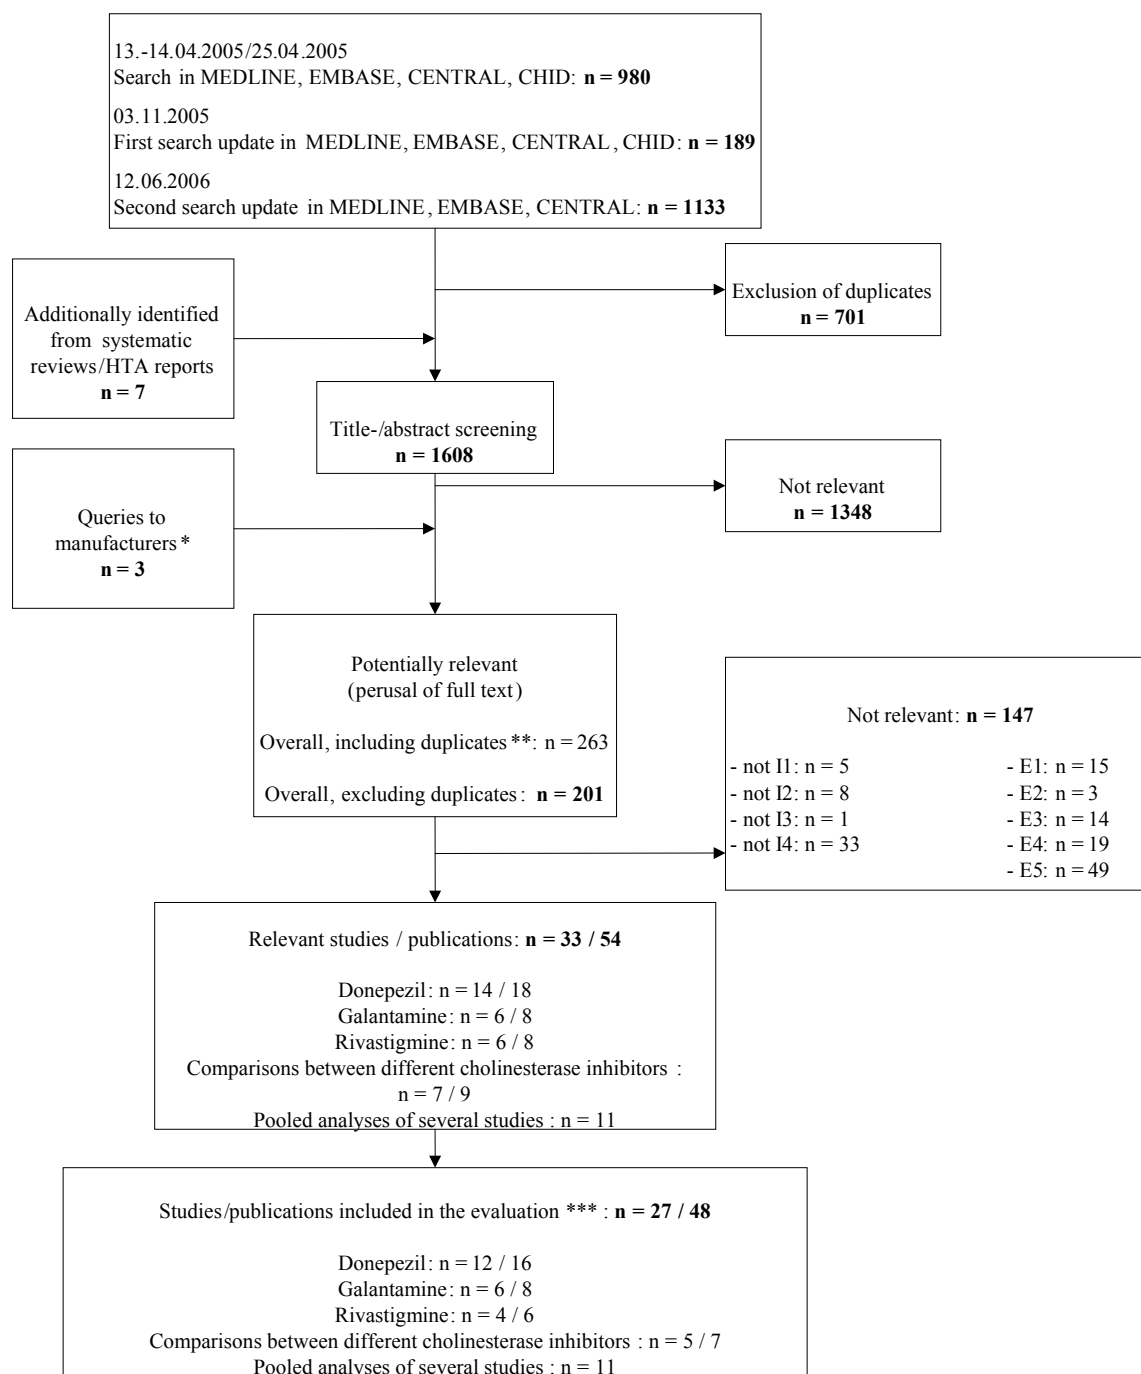 13.-14.04.2005/25.04.2005
Search in MEDLINE, EMBASE, CENTRAL, CHID: n = 980
03.11.2005
First search update in MEDLINE, EMBASE, CENTRAL, CHID: n = 189
12.06.2006
Second search update in MEDLINE, EMBASE, CENTRAL: n = 1133
Exclusion of duplicates
n = 701
Additionally identified
from systematic
reviews/HTA reports
n = 7
Title-/abstract screening
n = 1608
Not relevant
n = 1348
Queries to
manufacturers *
n = 3
Potentially relevant
(perusal of full text)
Overall, including duplicates **: n = 263
Overall, excluding duplicates: n = 201
Not relevant: n = 147
- not I1: n = 5
- not I2: n = 8
- not I3: n = 1
- not I4: n = 33
- E1: n = 15
- E2: n = 3
- E3: n = 14
- E4: n = 19
- E5: n = 49
Relevant studies / publications: n = 33 / 54
Donepezil: n = 14 / 18
Galantamine: n = 6 / 8
Rivastigmine: n = 6 / 8
Comparisons between different cholinesterase inhibitors :
n = 7 / 9
Pooled analyses of several studies : n = 11
Studies/publications included in the evaluation *** : n = 27 / 48
Donepezil: n = 12 / 16
Galantamine: n = 6 / 8
Rivastigmine: n = 4 / 6
Comparisons between different cholinesterase inhibitors : n = 5 / 7
Pooled analyses of several studies : n = 11